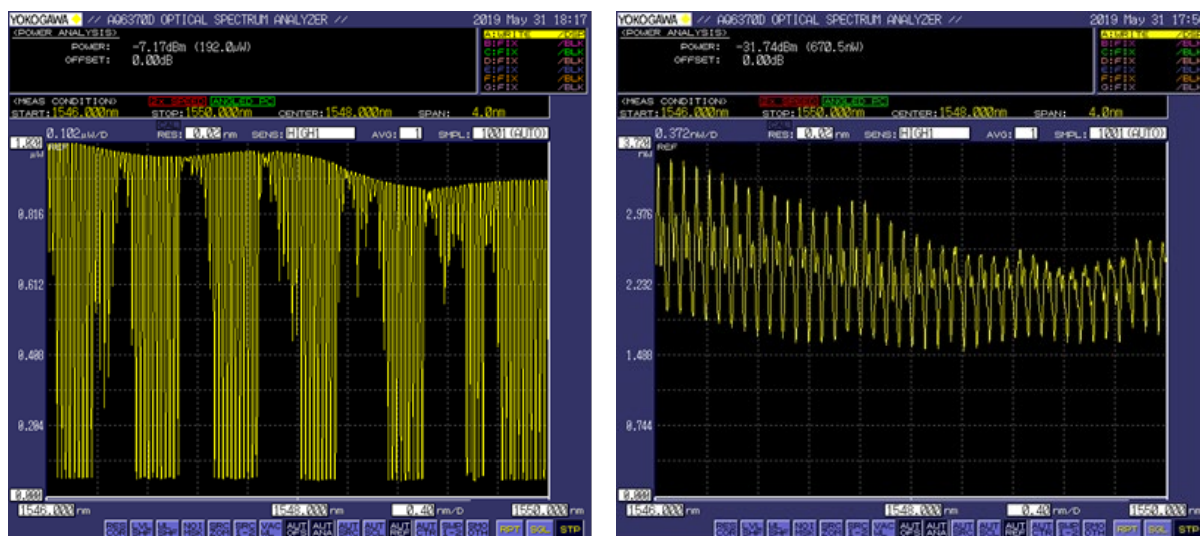 YOKOGAWA // AQ6370D OPTICAL SPECTRUM ANALYZER // 2019 May 31 18:17
<POWER ANALYSIS>
POWER: -7.17dBm (192.0µW)
OFFSET: 0.00dB
A:WRITE /DSP
B:FIX /BLK
C:FIX /BLK
D:FIX /BLK
E:FIX /BLK
F:FIX /BLK
G:FIX /BLK
<MEAS CONDITION> ANGLED PC
START:1546.000nm STOP:1550.000nm CENTER:1548.000nm SPAN: 4.0nm
0.102µW/D RES: 0.02 nm SENS: HIGH1 AVG: 1 SMPL: 1001(AUTO)
1.020
µW
REF
0.816
0.612
0.408
0.204
0.000
1546.000 nm 1548.000 nm 0.40 nm/D 1550.000 nm
RPT SGL STP
YOKOGAWA // AQ6370D OPTICAL SPECTRUM ANALYZER // 2019 May 31 17:5
<POWER ANALYSIS>
POWER: -31.74dBm (670.5nW)
OFFSET: 0.00dB
A:WRITE /DSP
B:FIX /BLK
C:FIX /BLK
D:FIX /BLK
E:FIX /BLK
F:FIX /BLK
G:FIX /BLK
<MEAS CONDITION> ANGLED PC
START:1546.000nm STOP:1550.000nm CENTER:1548.000nm SPAN: 4.0nm
0.372nW/D RES: 0.02 nm SENS: HIGH1 AVG: 1 SMPL: 1001(AUTO)
3.720
nW
REF
2.976
2.232
1.488
0.744
0.000
1546.000 nm 1548.000 nm 0.40 nm/D 1550.000 nm
RPT SGL STP